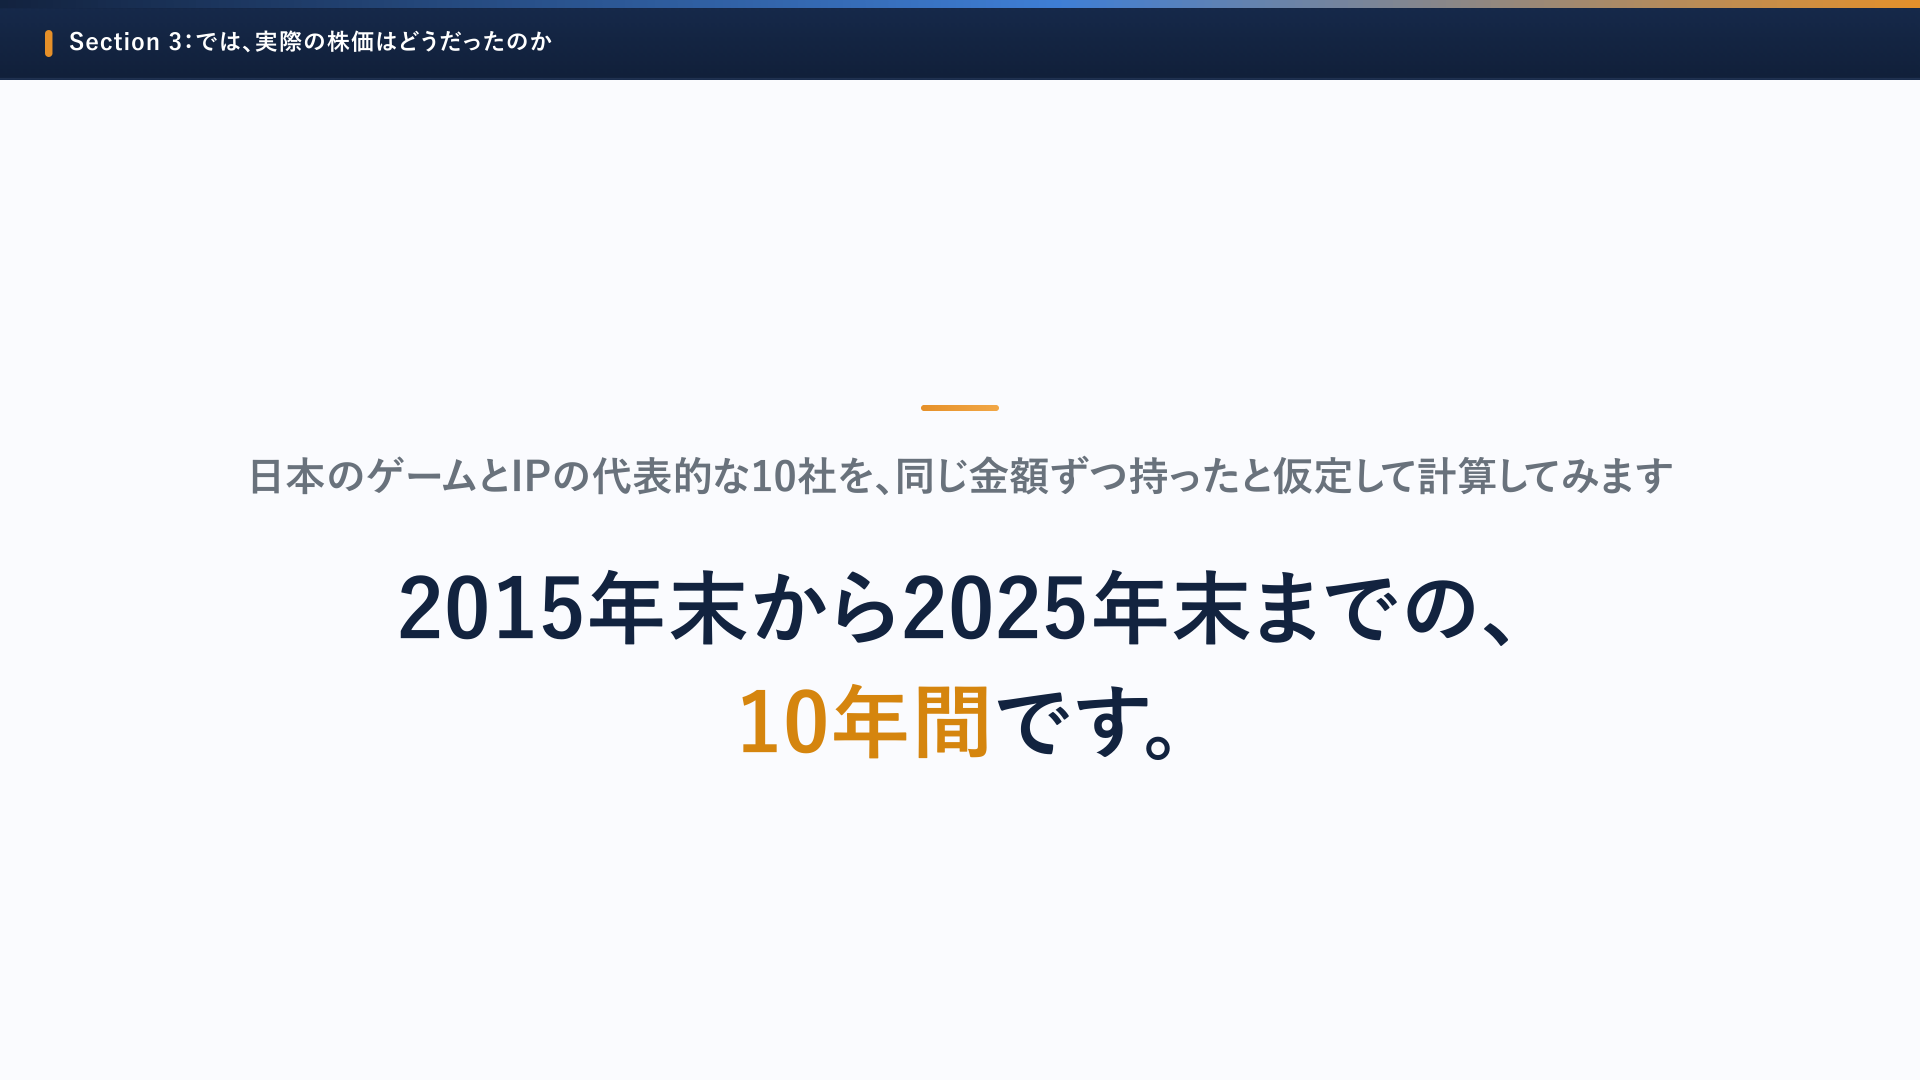 Section 3：では、実際の株価はどうだったのか
日本のゲームとIPの代表的な10社を、同じ金額ずつ持ったと仮定して計算してみます
2015年末から2025年末までの、
10年間です。